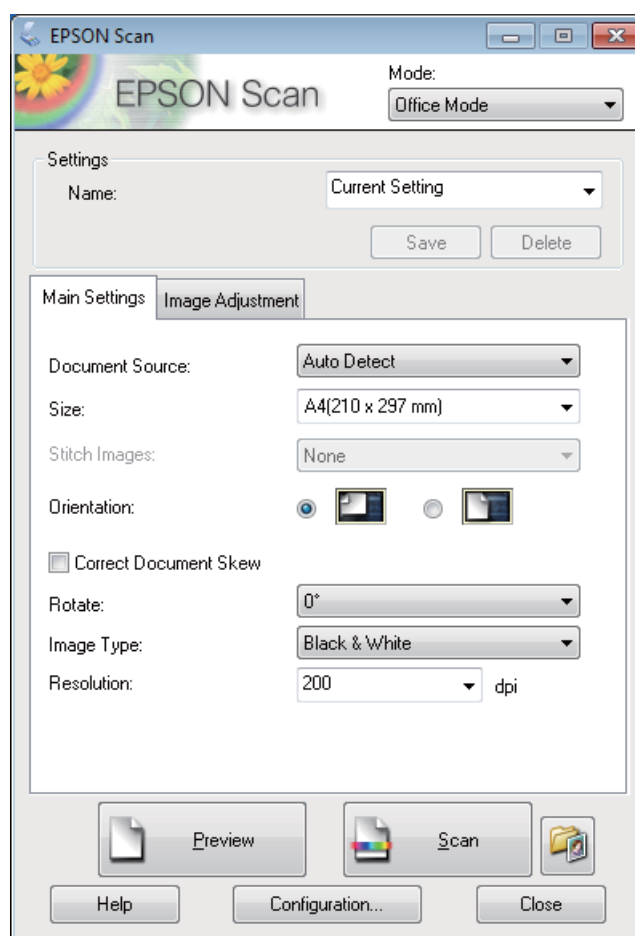 EPSON Scan
EPSON Scan
Mode:
Office Mode
Settings
Name:
Current Setting
Save
Delete
Main Settings
Image Adjustment
Document Source:
Auto Detect
Size:
A4(210 x 297 mm)
Stitch Images:
None
Orientation:
Correct Document Skew
Rotate:
0°
Image Type:
Black & White
Resolution:
200
dpi
Preview
Scan
Help
Configuration...
Close